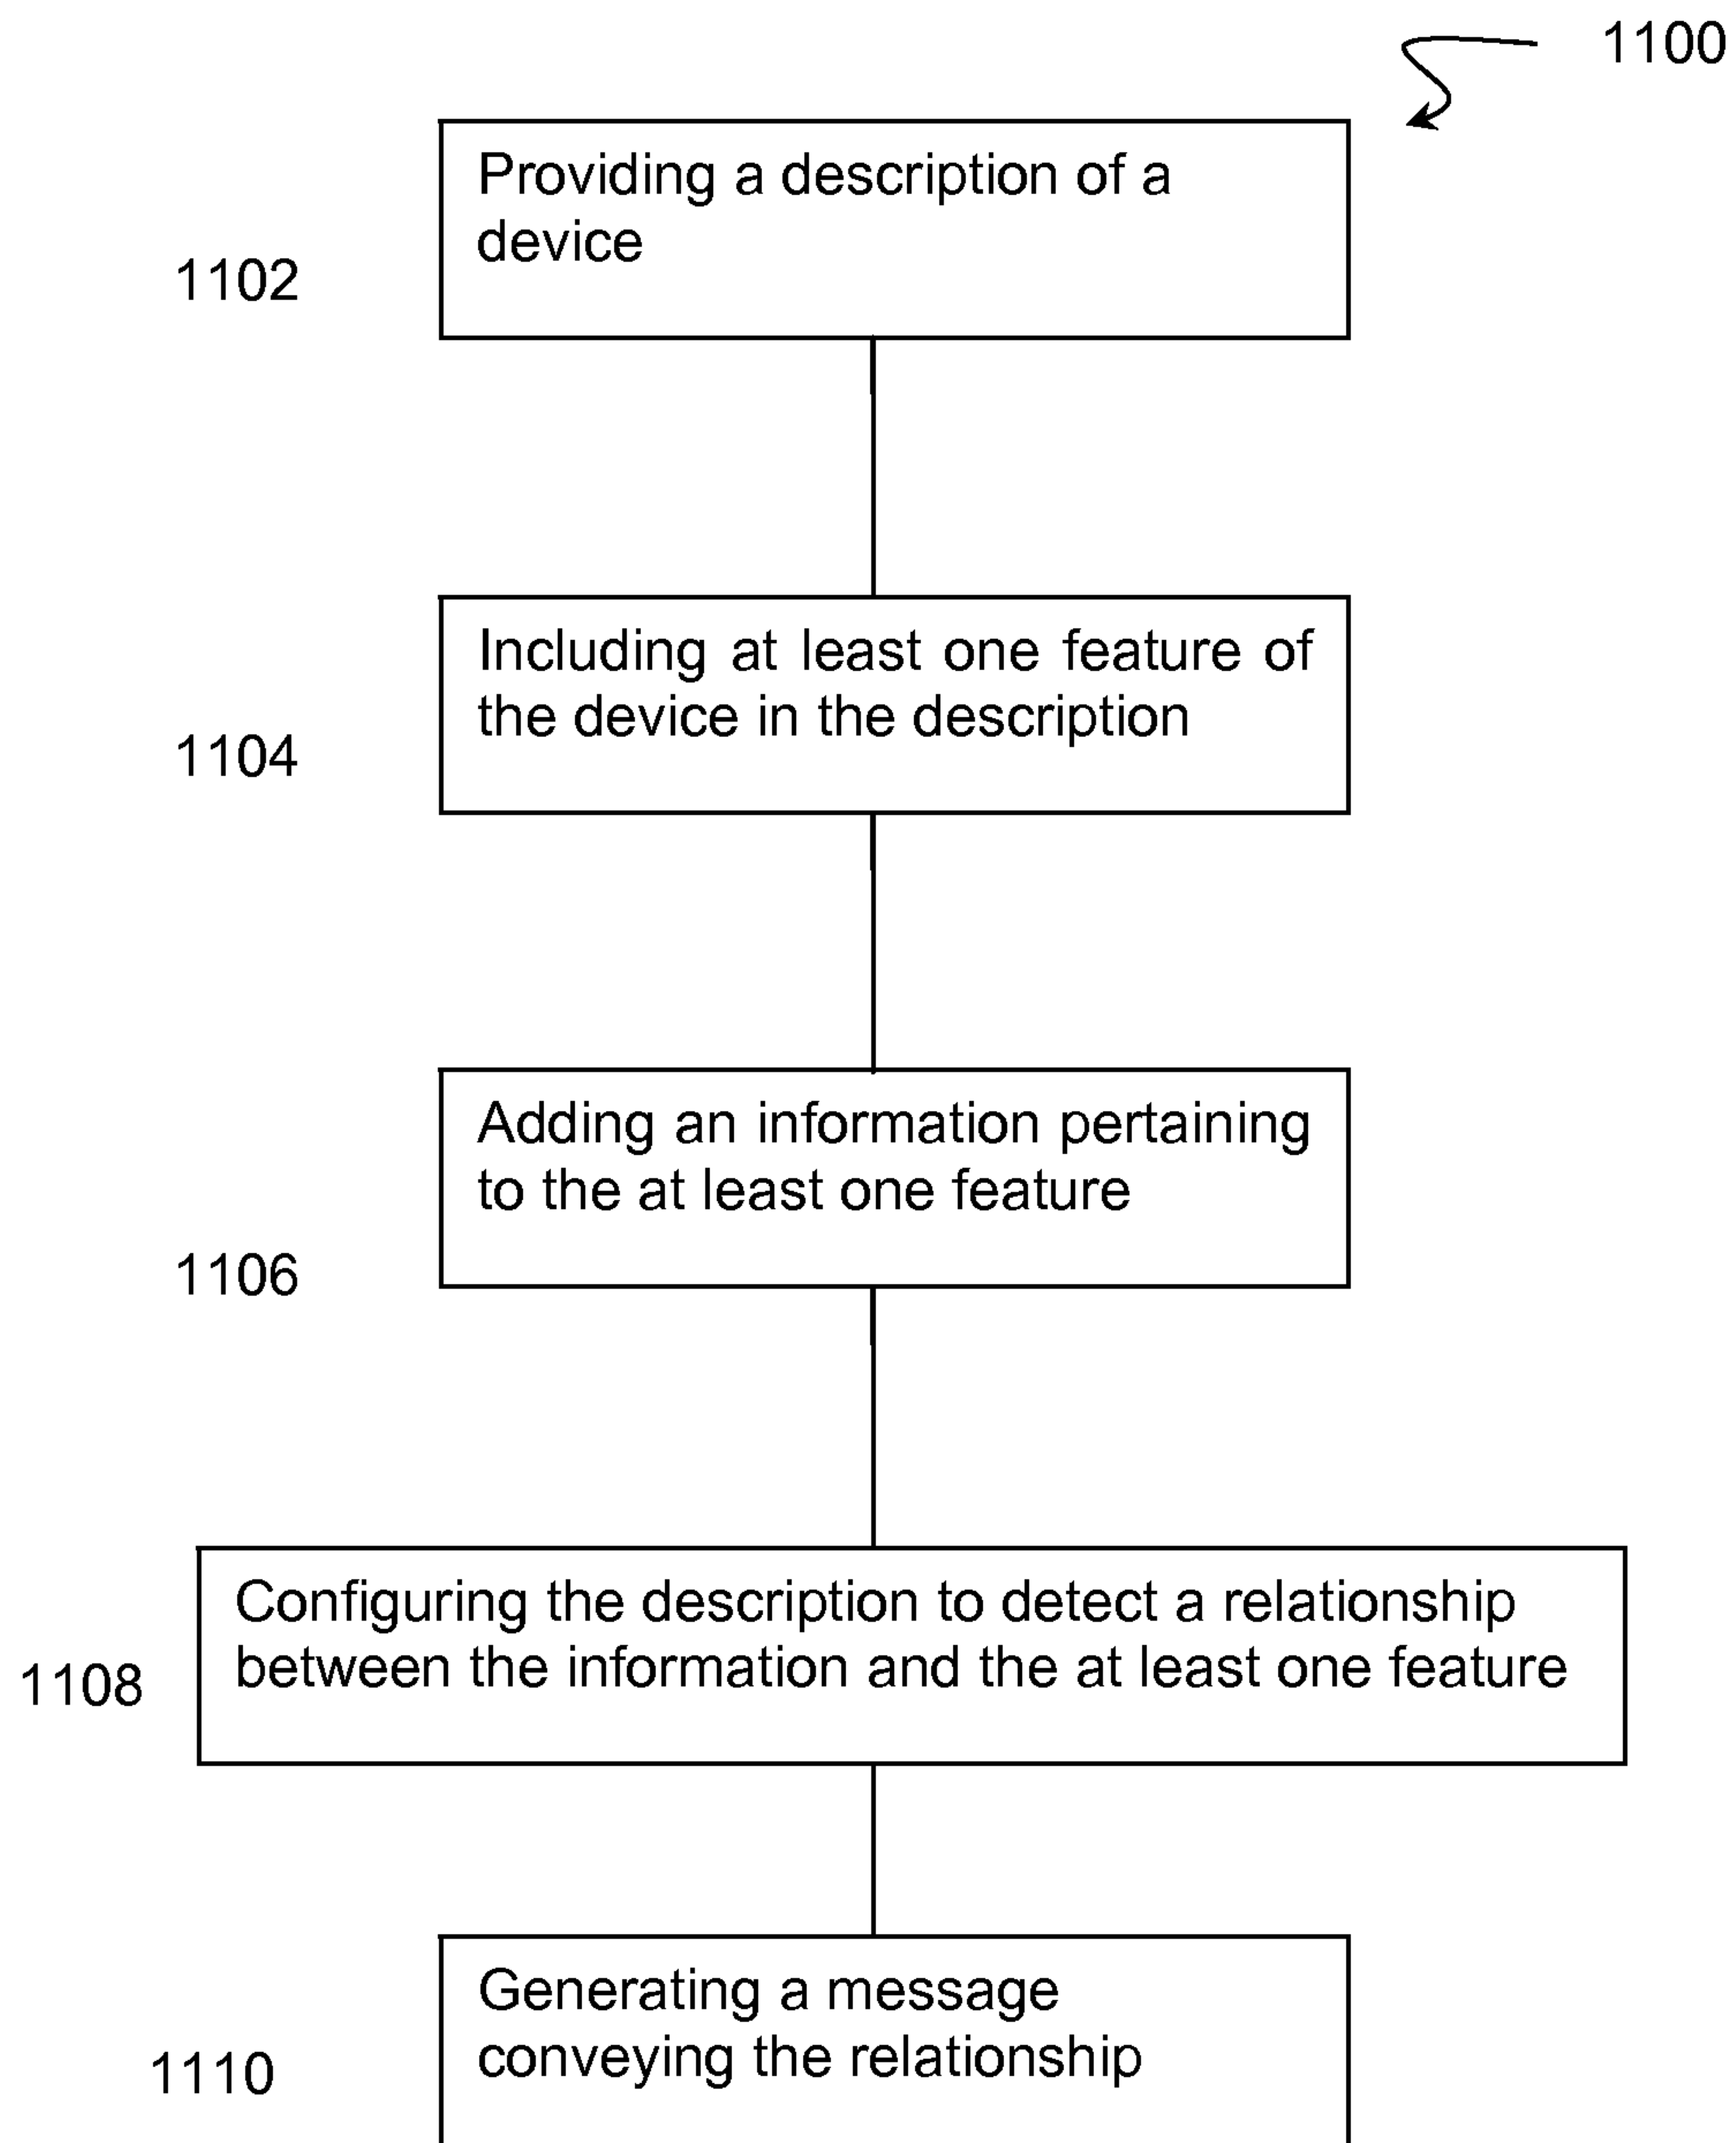 1100
Providing a description of a
device
1102
Including at least one feature of
the device in the description
1104
Adding an information pertaining
to the at least one feature
1106
Configuring the description to detect a relationship
between the information and the at least one feature
1108
Generating a message
conveying the relationship
1110